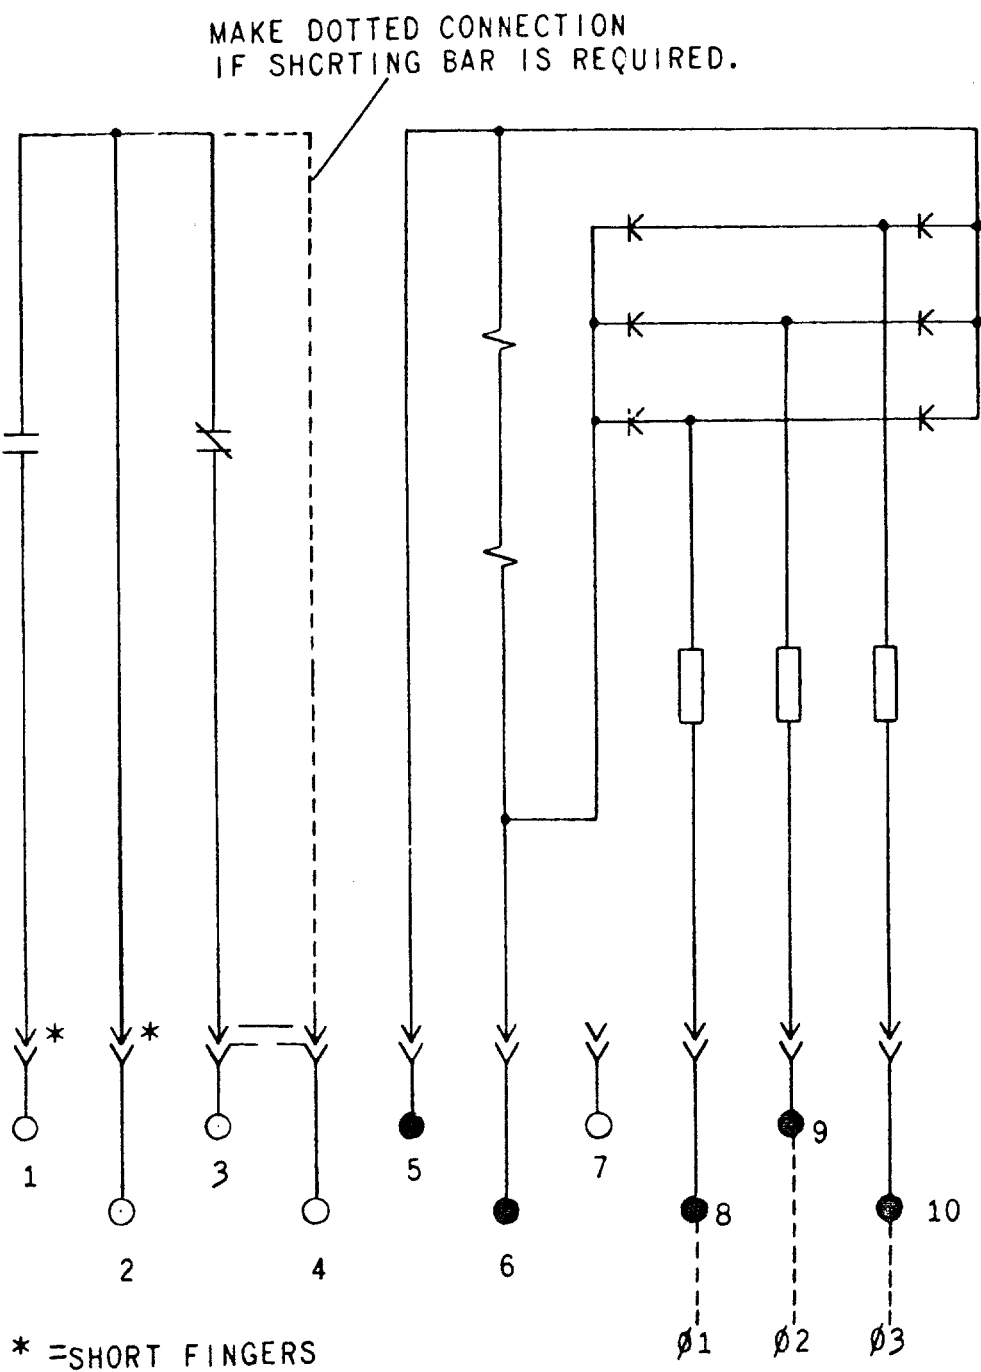 MAKE DOTTED CONNECTION
IF SHCRTING BAR IS REQUIRED.
*
*
1
3
5
7
9
8
10
2
4
6
Ø1
Ø2
Ø3
* =SHORT FINGERS